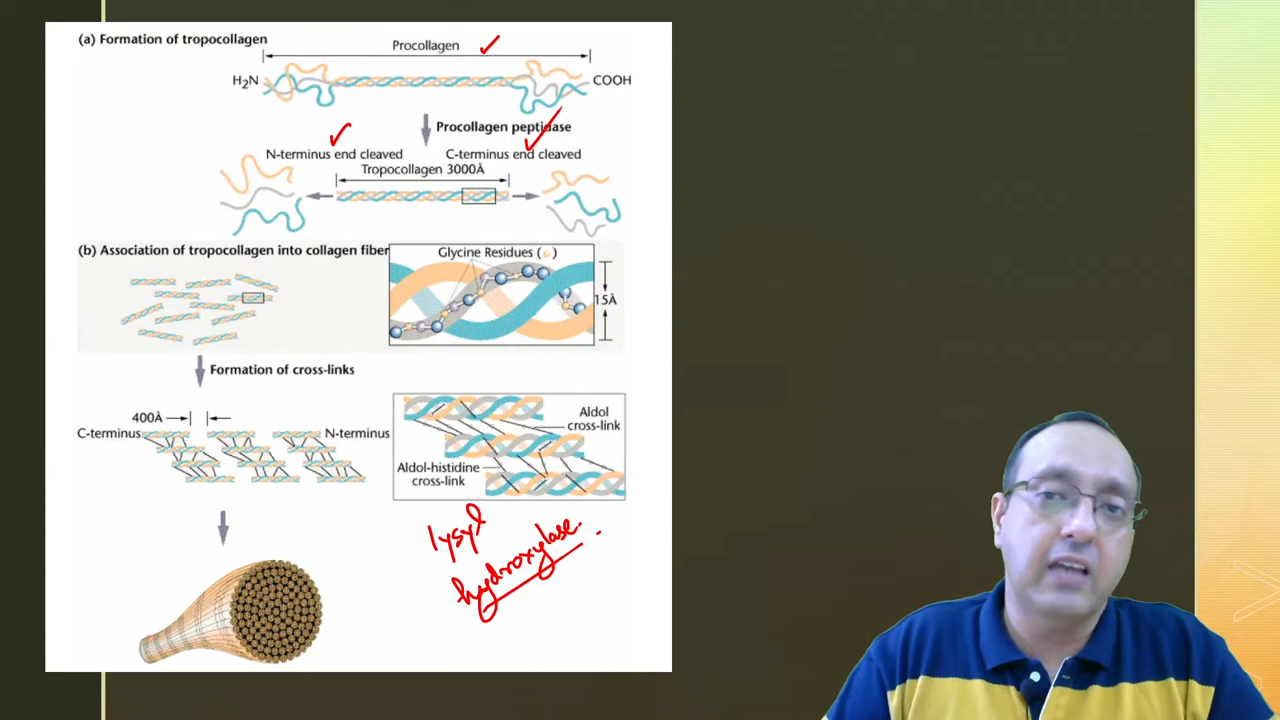 (a) Formation of tropocollagen
Procollagen
H2N
COOH
Procollagen peptidase
N-terminus end cleaved
C-terminus end cleaved
Tropocollagen 3000Å
(b) Association of tropocollagen into collagen fiber
Glycine Residues ( )
15Å
Formation of cross-links
400Å
C-terminus
N-terminus
Aldol
cross-link
Aldol-histidine
cross-link
lysyl
hydroxylase.